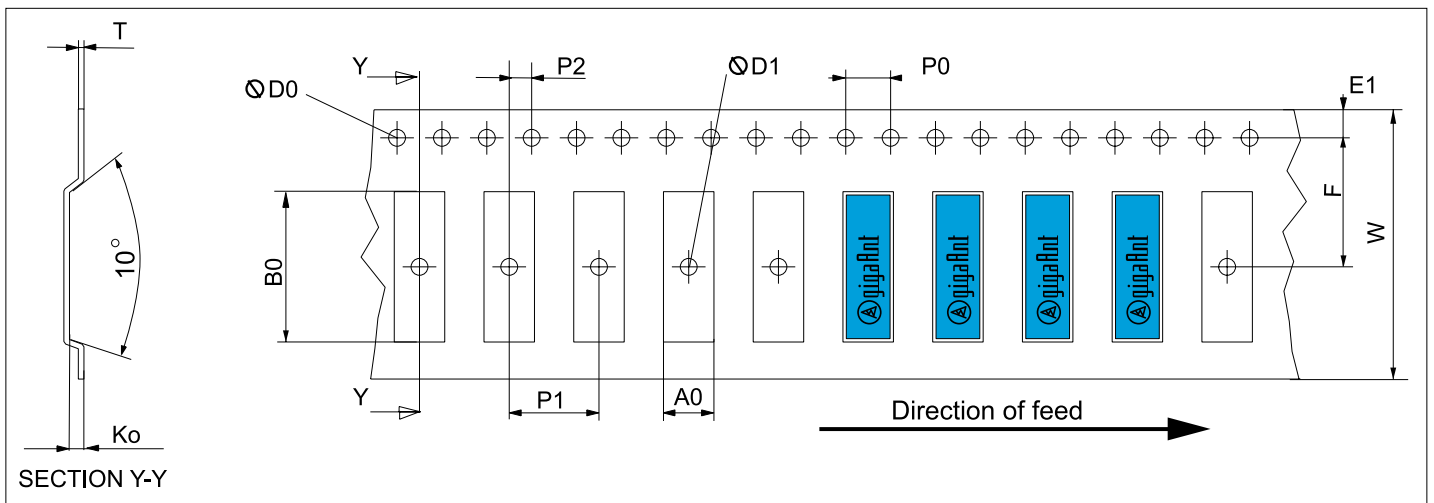 T
Y
P2
ØD1
P0
E1
ØD0
F
W
B0
10°
gigaAnt
gigaAnt
gigaAnt
gigaAnt
Y
P1
A0
Direction of feed
Ko
SECTION Y-Y